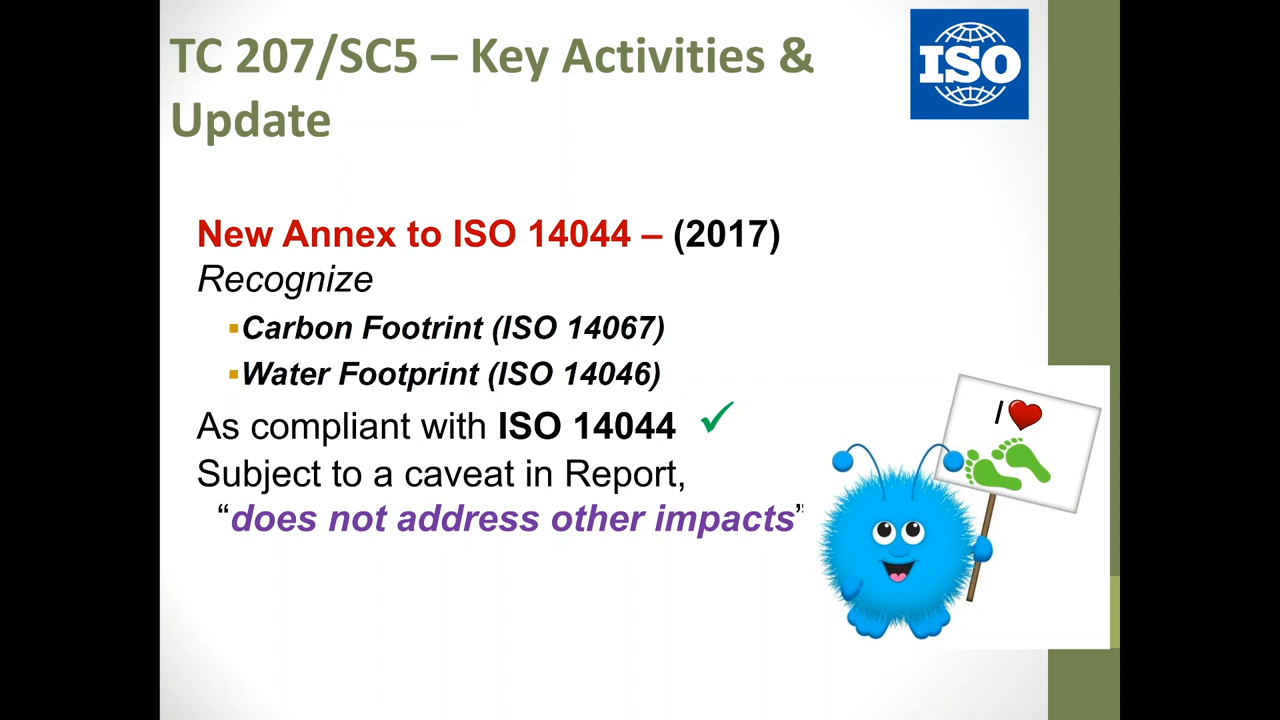 TC 207/SC5 – Key Activities &
Update
ISO
New Annex to ISO 14044 – (2017)
Recognize
▪Carbon Footrint (ISO 14067)
▪Water Footprint (ISO 14046)
As compliant with ISO 14044 ✓
Subject to a caveat in Report,
“does not address other impacts”
I ❤